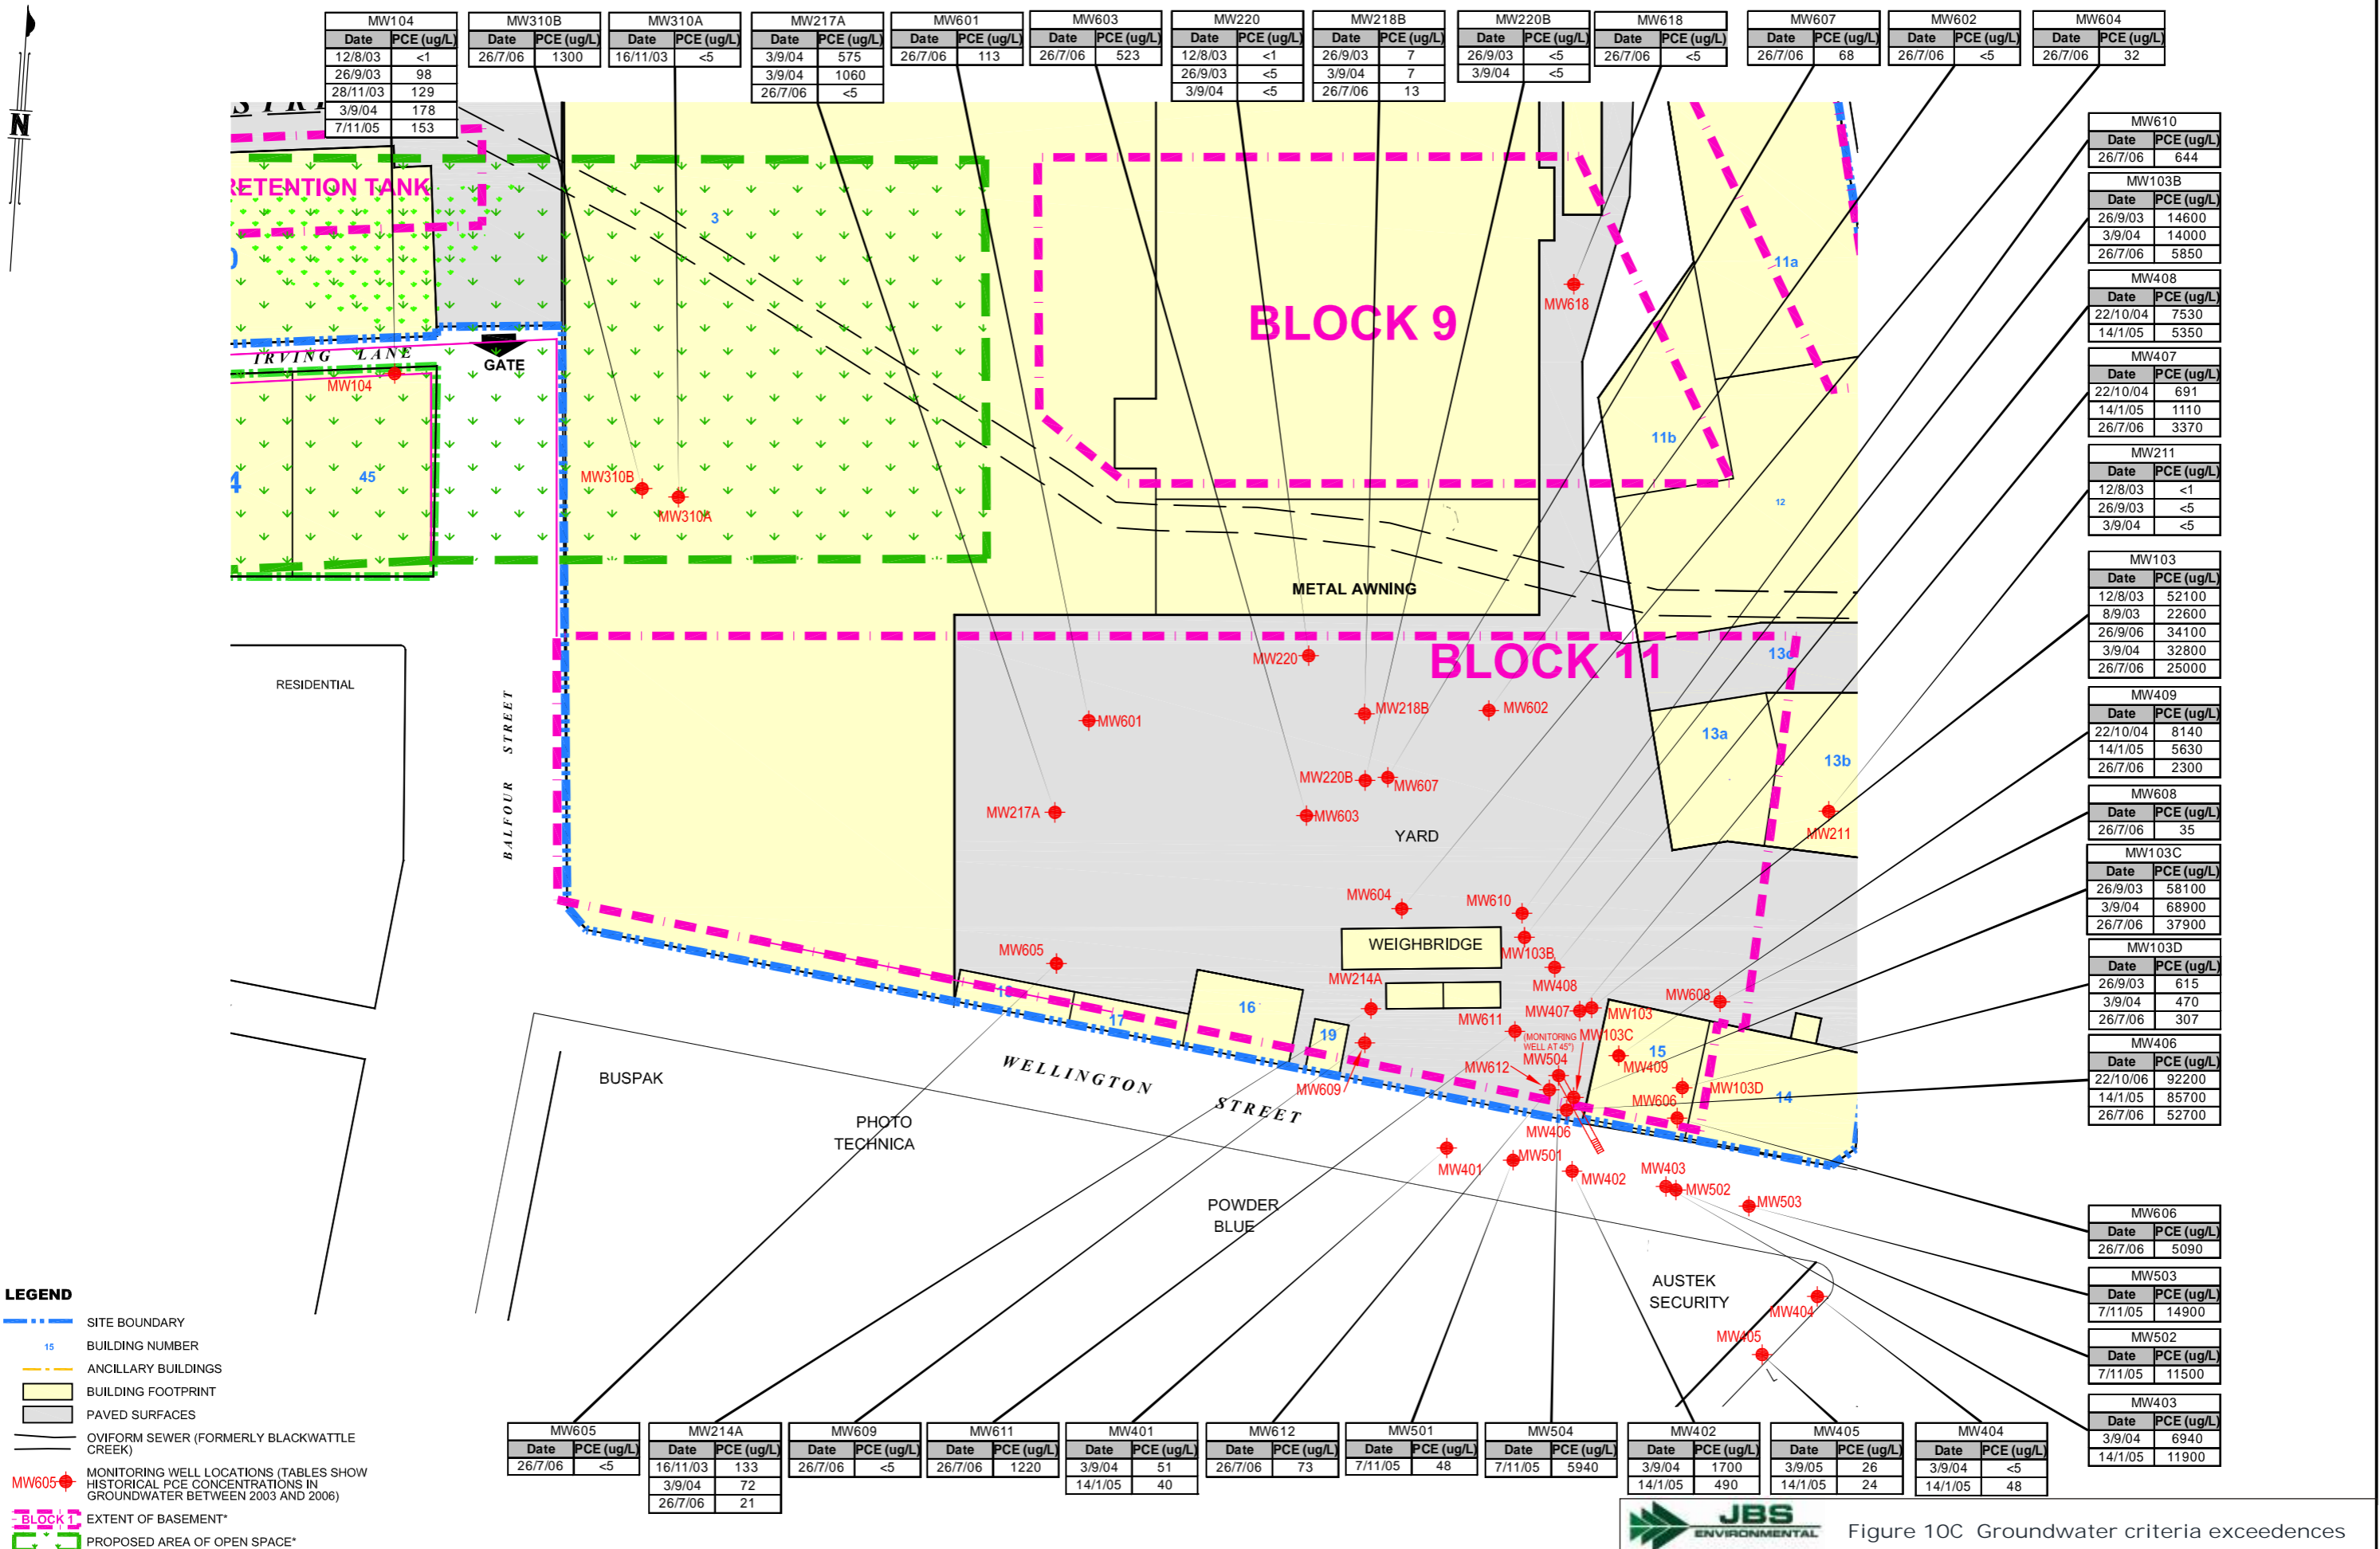 MW104
Date PCE (ug/L)
12/8/03 <1
26/9/03 98
28/11/03 129
3/9/04 178
7/11/05 153
MW310B
Date PCE (ug/L)
26/7/06 1300
MW310A
Date PCE (ug/L)
16/11/03 <5
MW217A
Date PCE (ug/L)
3/9/04 575
3/9/04 1060
26/7/06 <5
MW601
Date PCE (ug/L)
26/7/06 113
MW603
Date PCE (ug/L)
26/7/06 523
MW220
Date PCE (ug/L)
12/8/03 <1
26/9/03 <5
3/9/04 <5
MW218B
Date PCE (ug/L)
26/9/03 7
3/9/04 7
26/7/06 13
MW220B
Date PCE (ug/L)
26/9/03 <5
3/9/04 <5
MW618
Date PCE (ug/L)
26/7/06 <5
MW607
Date PCE (ug/L)
26/7/06 68
MW602
Date PCE (ug/L)
26/7/06 <5
MW604
Date PCE (ug/L)
26/7/06 32
MW610
Date PCE (ug/L)
26/7/06 644
MW103B
Date PCE (ug/L)
26/9/03 14600
3/9/04 14000
26/7/06 5850
MW408
Date PCE (ug/L)
22/10/04 7530
14/1/05 5350
MW407
Date PCE (ug/L)
22/10/04 691
14/1/05 1110
26/7/06 3370
MW211
Date PCE (ug/L)
12/8/03 <1
26/9/03 <5
3/9/04 <5
MW103
Date PCE (ug/L)
12/8/03 52100
8/9/03 22600
26/9/06 34100
3/9/04 32800
26/7/06 25000
MW409
Date PCE (ug/L)
22/10/04 8140
14/1/05 5630
26/7/06 2300
MW608
Date PCE (ug/L)
26/7/06 35
MW103C
Date PCE (ug/L)
26/9/03 58100
3/9/04 68900
26/7/06 37900
MW103D
Date PCE (ug/L)
26/9/03 615
3/9/04 470
26/7/06 307
MW406
Date PCE (ug/L)
22/10/06 92200
14/1/05 85700
26/7/06 52700
MW606
Date PCE (ug/L)
26/7/06 5090
MW503
Date PCE (ug/L)
7/11/05 14900
MW502
Date PCE (ug/L)
7/11/05 11500
MW403
Date PCE (ug/L)
3/9/04 6940
14/1/05 11900
N
RETENTION TANK
3
BLOCK 9
11a
MW618
IRVING LANE
GATE
MW104
45
4
MW310B
MW310A
11b
12
METAL AWNING
BLOCK 11
13c
RESIDENTIAL
BALFOUR STREET
MW220
MW601
MW218B
MW602
13a
13b
MW220B
MW607
MW217A
MW603
YARD
MW211
MW604
MW610
WEIGHBRIDGE
MW103B
MW605
MW214A
MW408
18
17
16
19
MW407
MW103
MW608
MW611
(MONITORING
WELL AT 45°)
MW103C
MW504
15
MW409
MW612
MW609
MW103D
MW606
14
MW406
BUSPAK
WELLINGTON STREET
PHOTO
TECHNICA
MW401
MW501
MW402
MW403
MW502
MW503
POWDER
BLUE
AUSTEK
SECURITY
MW404
MW405
MW605
Date PCE (ug/L)
26/7/06 <5
MW214A
Date PCE (ug/L)
16/11/03 133
3/9/04 72
26/7/06 21
MW609
Date PCE (ug/L)
26/7/06 <5
MW611
Date PCE (ug/L)
26/7/06 1220
MW401
Date PCE (ug/L)
3/9/04 51
14/1/05 40
MW612
Date PCE (ug/L)
26/7/06 73
MW501
Date PCE (ug/L)
7/11/05 48
MW504
Date PCE (ug/L)
7/11/05 5940
MW402
Date PCE (ug/L)
3/9/04 1700
14/1/05 490
MW405
Date PCE (ug/L)
3/9/05 26
14/1/05 24
MW404
Date PCE (ug/L)
3/9/04 <5
14/1/05 48
LEGEND
SITE BOUNDARY
15 BUILDING NUMBER
ANCILLARY BUILDINGS
BUILDING FOOTPRINT
PAVED SURFACES
OVIFORM SEWER (FORMERLY BLACKWATTLE
CREEK)
MW605 MONITORING WELL LOCATIONS (TABLES SHOW
HISTORICAL PCE CONCENTRATIONS IN
GROUNDWATER BETWEEN 2003 AND 2006)
BLOCK 1 EXTENT OF BASEMENT*
PROPOSED AREA OF OPEN SPACE*
JBS
ENVIRONMENTAL
Figure 10C Groundwater criteria exceedences